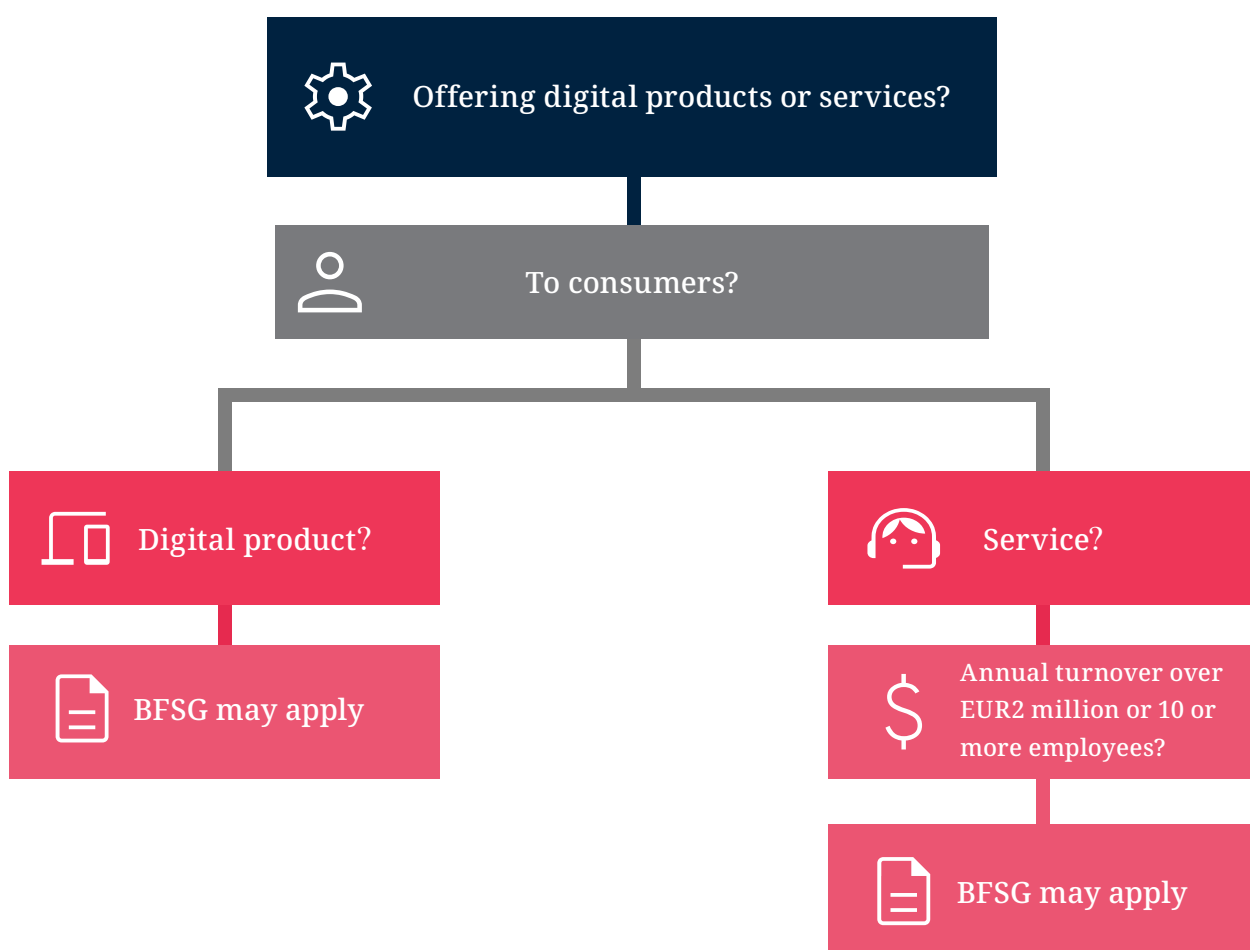 Offering digital products or services?
To consumers?
Digital product?
BFSG may apply
Service?
Annual turnover over
EUR2 million or 10 or
more employees?
BFSG may apply